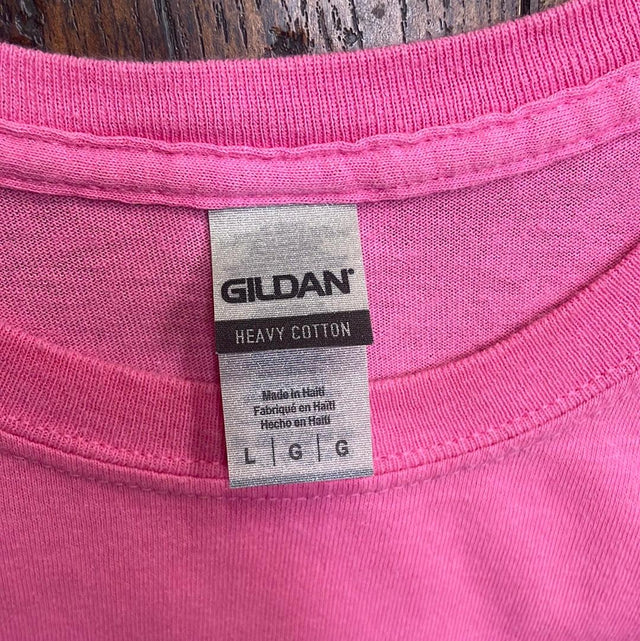 GILDAN®
HEAVY COTTON
Made in Haiti
Fabriqué en Haïti
Hecho en Haití
L | G | G